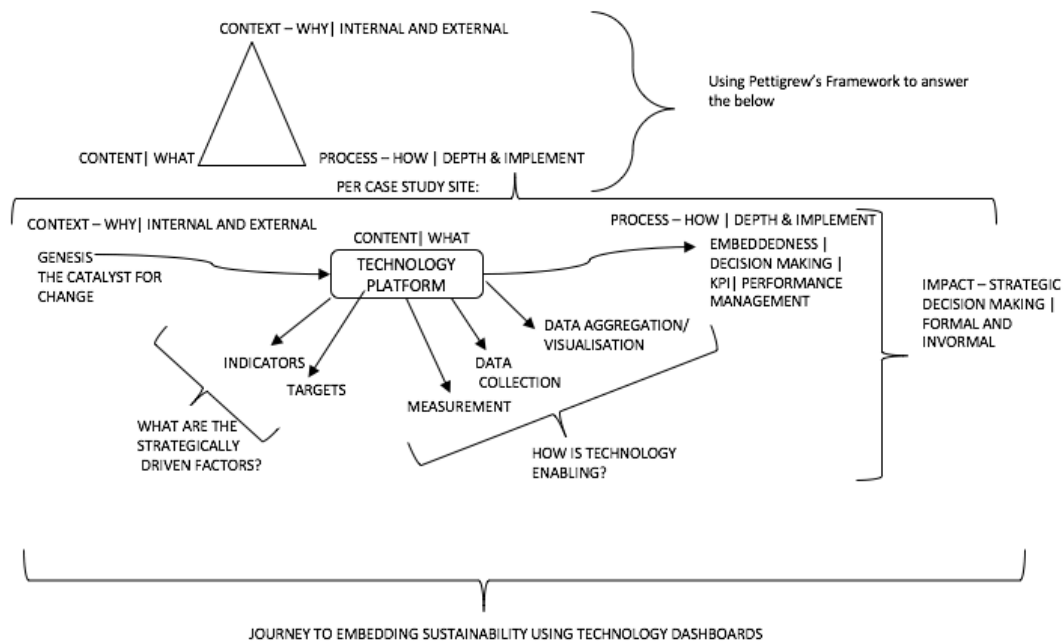 CONTEXT – WHY| INTERNAL AND EXTERNAL
Using Pettigrew's Framework to answer
the below
CONTENT| WHAT
PROCESS – HOW | DEPTH & IMPLEMENT
PER CASE STUDY SITE:
CONTEXT – WHY| INTERNAL AND EXTERNAL
GENESIS
THE CATALYST FOR
CHANGE
CONTENT| WHAT
TECHNOLOGY
PLATFORM
PROCESS – HOW | DEPTH & IMPLEMENT
EMBEDDEDNESS |
DECISION MAKING |
KPI| PERFORMANCE
MANAGEMENT
IMPACT – STRATEGIC
DECISION MAKING |
FORMAL AND
INVORMAL
INDICATORS
TARGETS
MEASUREMENT
DATA
COLLECTION
DATA AGGREGATION/
VISUALISATION
WHAT ARE THE
STRATEGICALLY
DRIVEN FACTORS?
HOW IS TECHNOLOGY
ENABLING?
JOURNEY TO EMBEDDING SUSTAINABILITY USING TECHNOLOGY DASHBOARDS